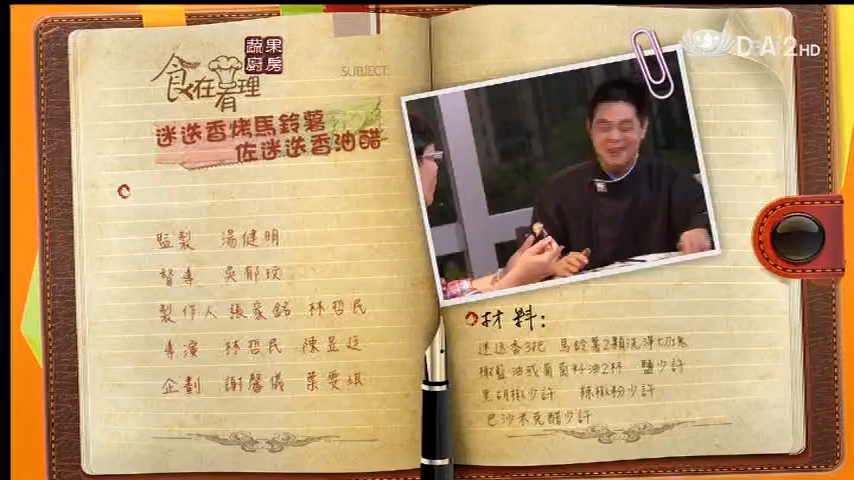 蔬果
廚房
食在有理
SUBJECT:
DaAi2HD
迷迭香烤馬鈴薯
佐迷迭香油醋
監製 湯健明
督導 吳郁玟
製作人 張家銘 林哲民
導演 林哲民 陳昱廷
企劃 謝馨儀 葉雯琪
材料:
迷迭香3把 馬鈴薯2顆洗淨切塊
橄欖油或葡萄籽油2杯 鹽少許
黑胡椒少許 辣椒粉少許
巴沙米克醋少許